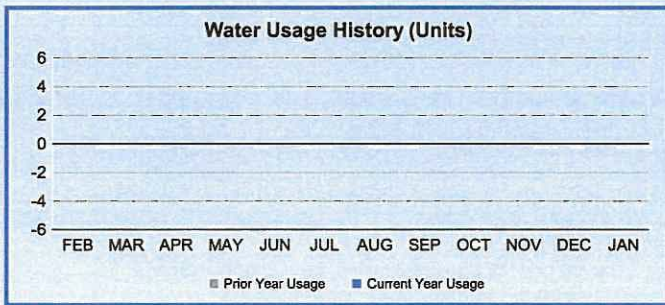 Water Usage History (Units)
6
4
2
0
-2
-4
-6
FEB MAR APR MAY JUN JUL AUG SEP OCT NOV DEC JAN
Prior Year Usage Current Year Usage